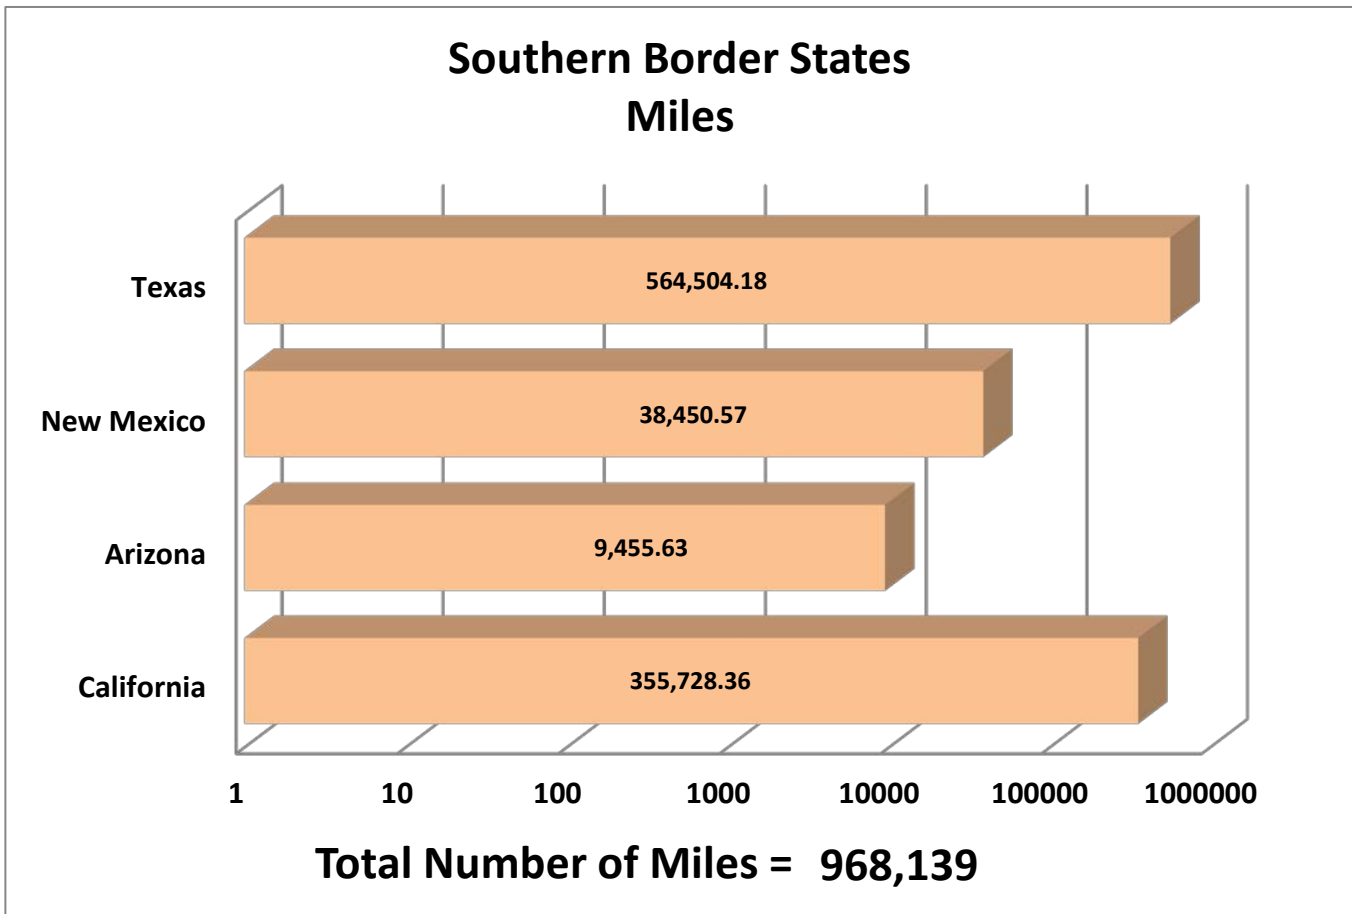 Southern Border States
Miles
Texas
564,504.18
New Mexico
38,450.57
Arizona
9,455.63
California
355,728.36
1 10 100 1000 10000 100000 1000000
Total Number of Miles = 968,139